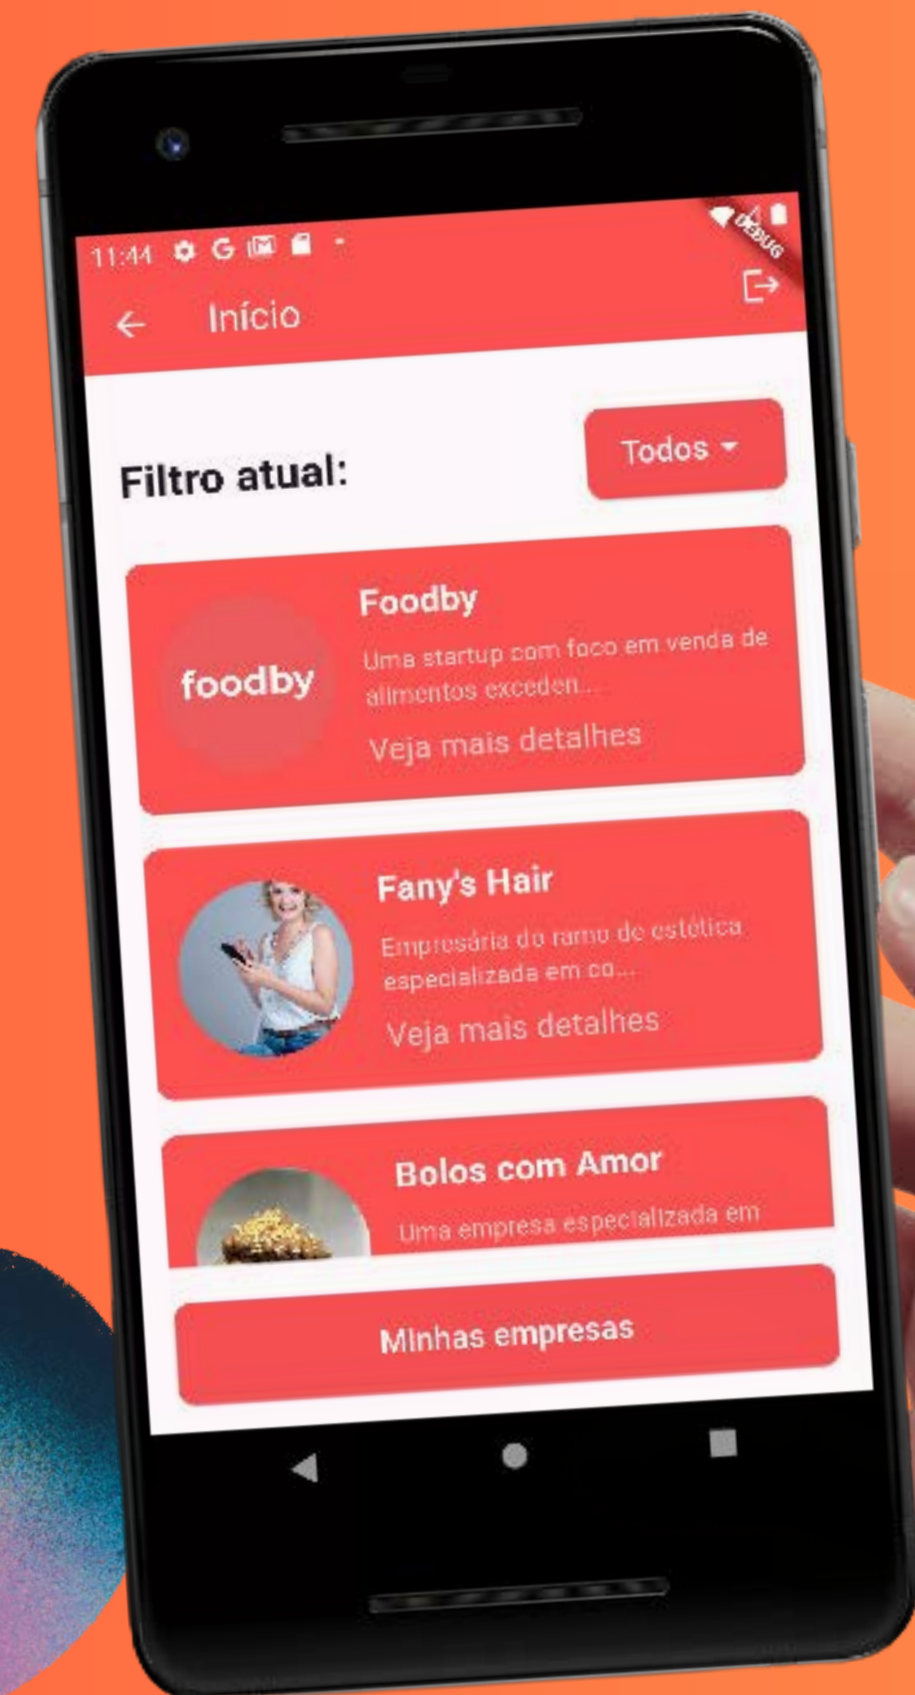 11:44
DEBUG
Início
Filtro atual:
Todos
foodby
Foodby
Uma startup com foco em venda de
alimentos exceden...
Veja mais detalhes
Fany's Hair
Empresária do ramo de estética
especializada em co...
Veja mais detalhes
Bolos com Amor
Uma empresa especializada em
Minhas empresas